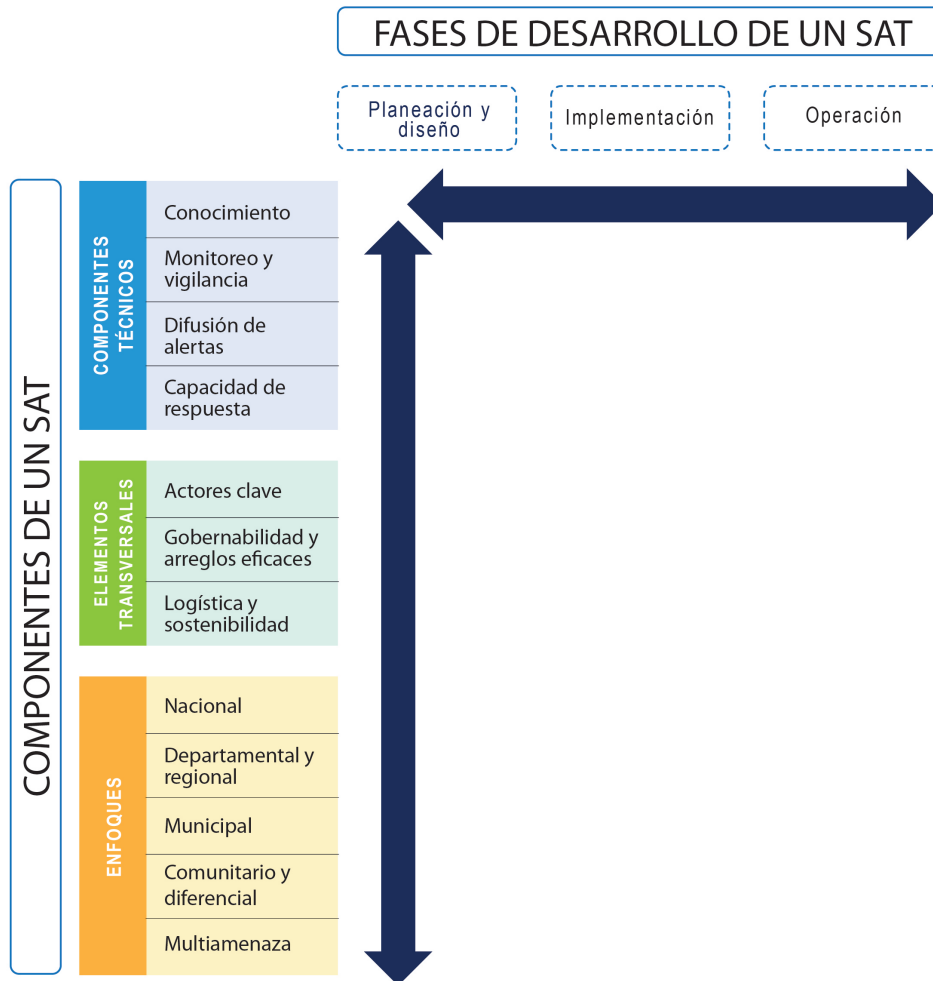 FASES DE DESARROLLO DE UN SAT
Planeación y
diseño
Implementación
Operación
COMPONENTES DE UN SAT
COMPONENTES
TÉCNICOS
Conocimiento
Monitoreo y
vigilancia
Difusión de
alertas
Capacidad de
respuesta
ELEMENTOS
TRANSVERSALES
Actores clave
Gobernabilidad y
arreglos eficaces
Logística y
sostenibilidad
ENFOQUES
Nacional
Departamental y
regional
Municipal
Comunitario y
diferencial
Multiamenaza